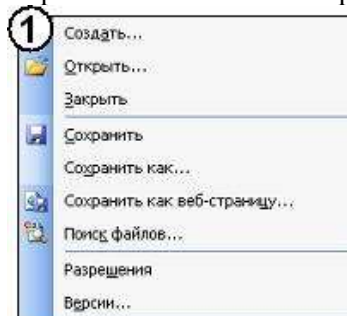 1
Создать...
Открыть...
Закрыть
Сохранить
Сохранить как...
Сохранить как веб-страницу...
Поиск файлов...
Разрешения
Версии...